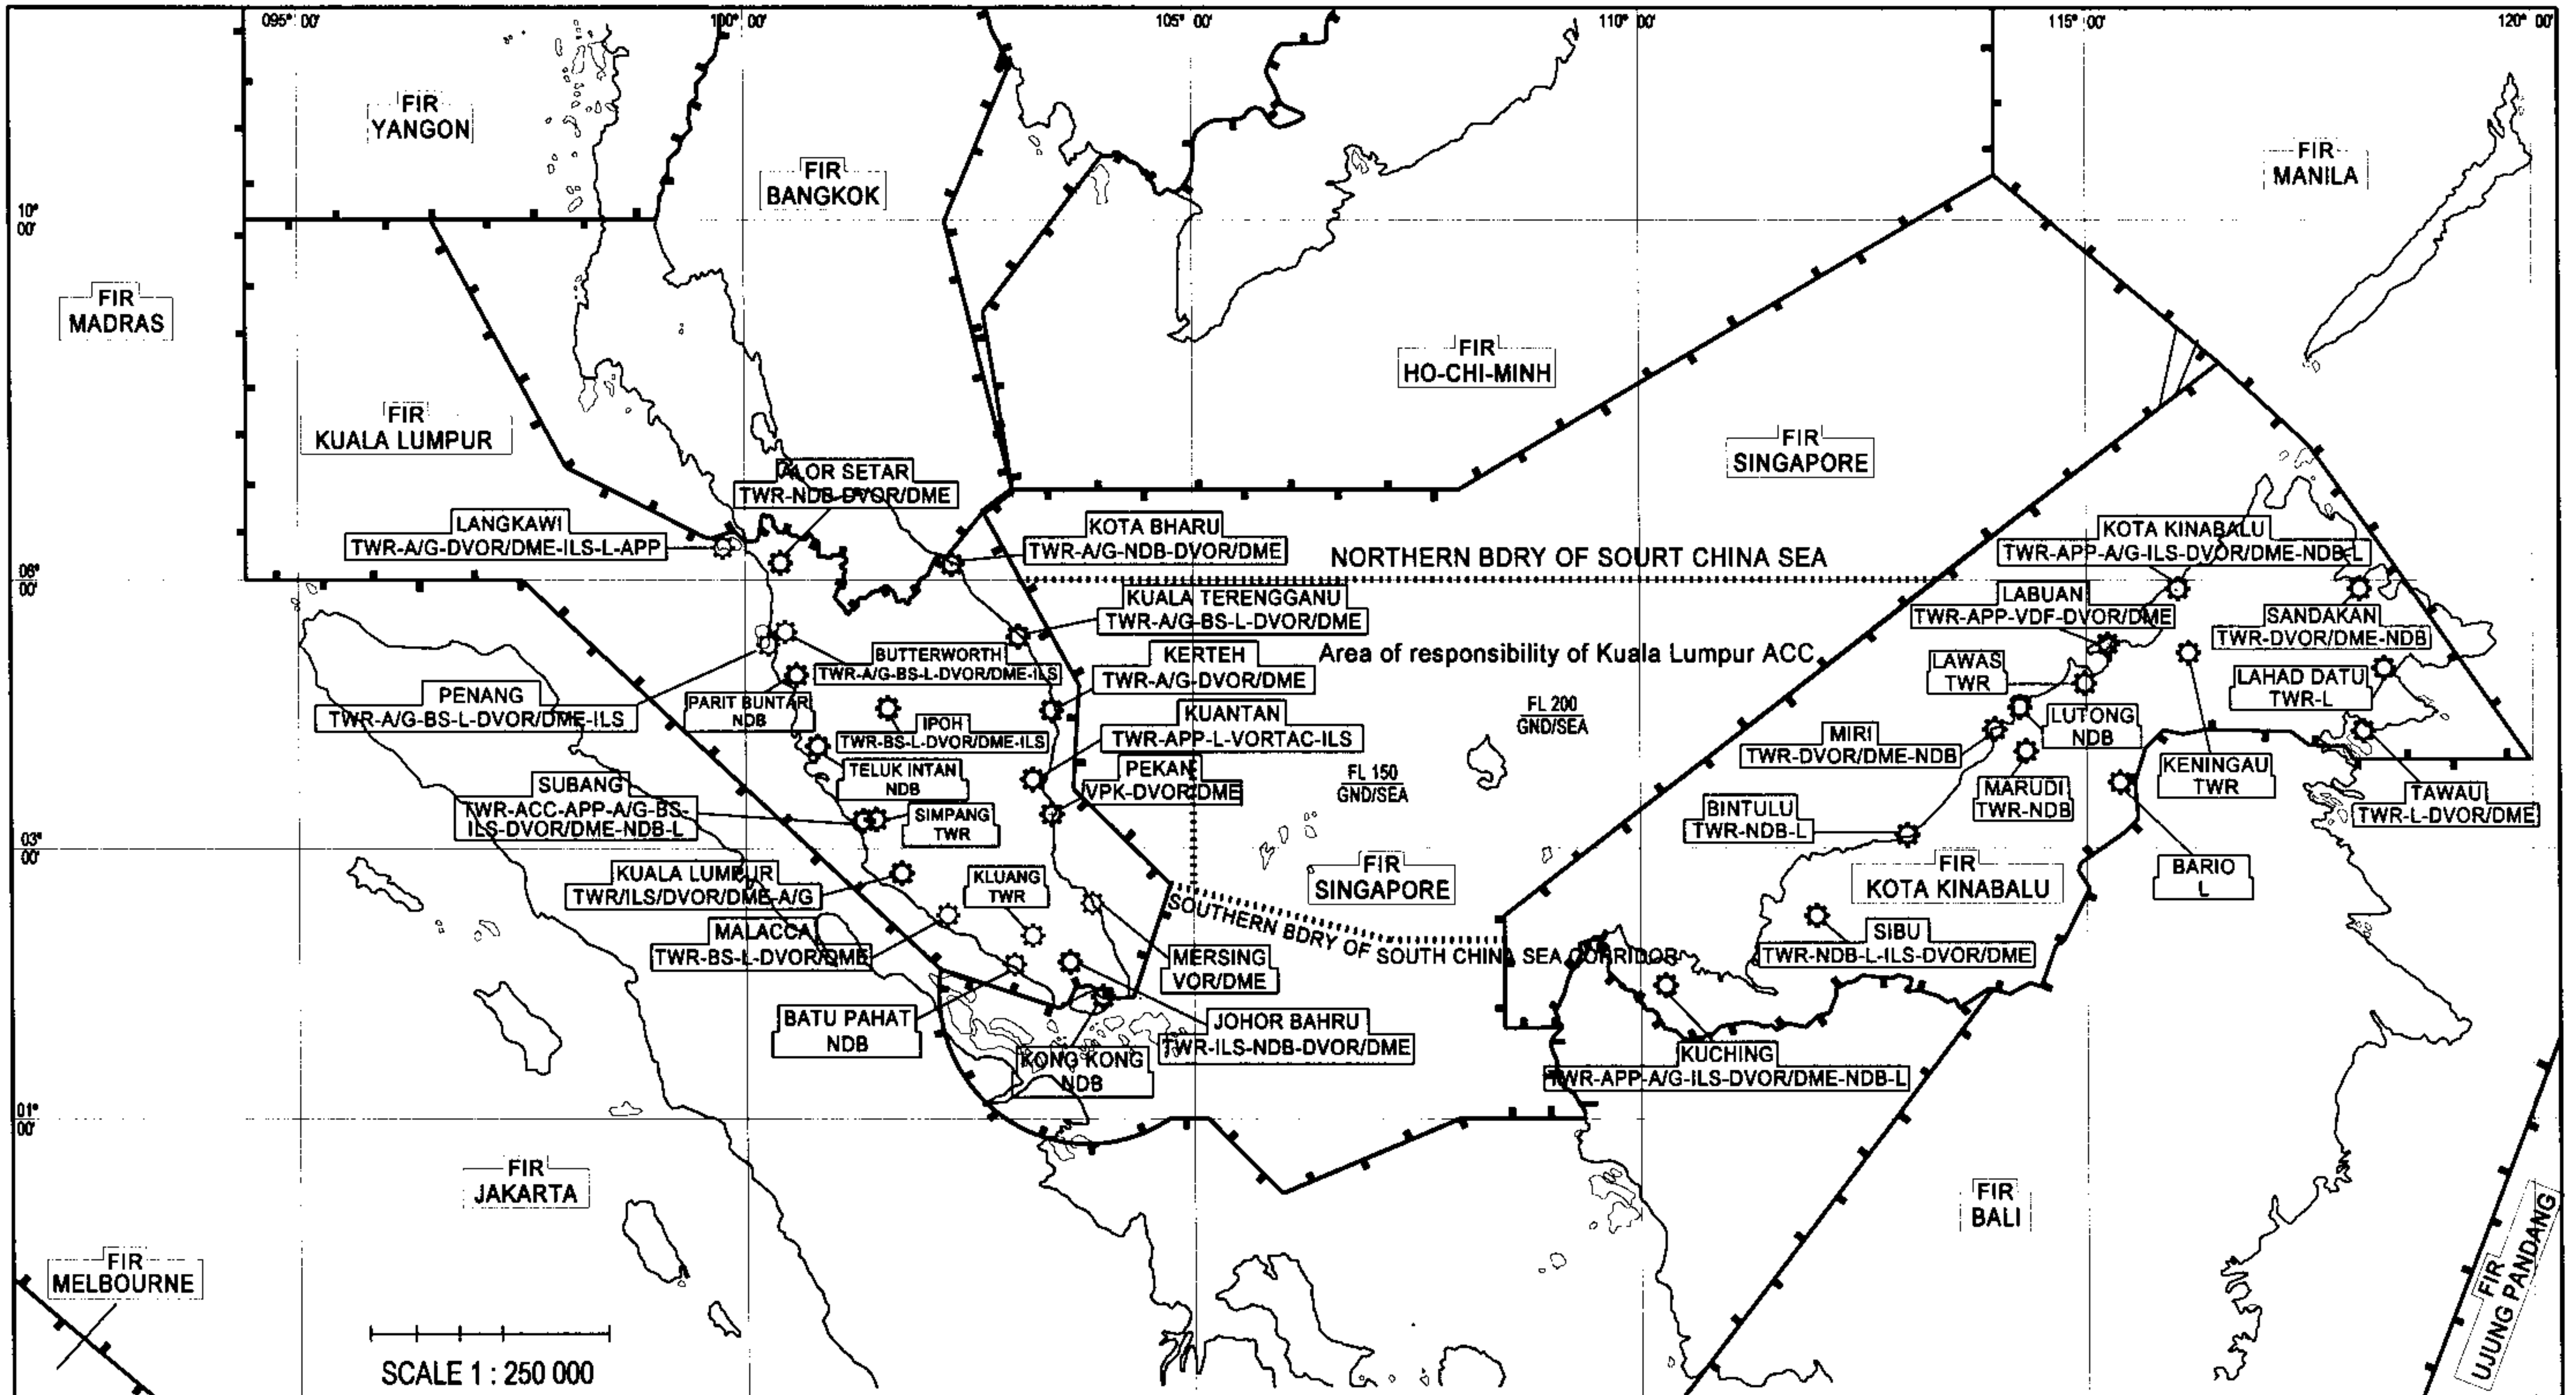 095° 00'
100° 00'
105° 00'
110° 00'
115° 00'
120° 00'
FIR
YANGON
FIR
BANGKOK
FIR
MANILA
10°
00'
FIR
MADRAS
FIR
HO-CHI-MINH
FIR
KUALA LUMPUR
FIR
SINGAPORE
ALOR SETAR
TWR-NDB-DVOR/DME
LANGKAWI
TWR-A/G-DVOR/DME-ILS-L-APP
KOTA BHARU
TWR-A/G-NDB-DVOR/DME
NORTHERN BDRY OF SOURT CHINA SEA
KOTA KINABALU
TWR-APP-A/G-ILS-DVOR/DME-NDB-L
06°
00'
KUALA TERENGGANU
TWR-A/G-BS-L-DVOR/DME
LABUAN
TWR-APP-VDF-DVOR/DME
SANDAKAN
TWR-DVOR/DME-NDB
BUTTERWORTH
TWR-A/G-BS-L-DVOR/DME-ILS
KERTEH
TWR-A/G-DVOR/DME
Area of responsibility of Kuala Lumpur ACC
LAWAS
TWR
LAHAD DATU
TWR-L
PENANG
TWR-A/G-BS-L-DVOR/DME-ILS
PARIT BUNTAR
NDB
IPOH
TWR-BS-L-DVOR/DME-ILS
KUANTAN
TWR-APP-L-VORTAC-ILS
FL 200
GND/SEA
MIRI
TWR-DVOR/DME-NDB
LUTONG
NDB
TELUK INTAN
NDB
PEKAN
VPK-DVOR/DME
FL 150
GND/SEA
KENINGAU
TWR
SUBANG
TWR-ACC-APP-A/G-BS-
ILS-DVOR/DME-NDB-L
SIMPANG
TWR
BINTULU
TWR-NDB-L
MARUDI
TWR-NDB
TAWAU
TWR-L-DVOR/DME
03°
00'
KUALA LUMPUR
TWR/ILS/DVOR/DME-A/G
KLUANG
TWR
FIR
SINGAPORE
FIR
KOTA KINABALU
BARIO
L
SOUTHERN BDRY OF SOUTH CHINA SEA CORRIDOR
MALACCA
TWR-BS-L-DVOR/DME
MERSING
VOR/DME
SIBU
TWR-NDB-L-ILS-DVOR/DME
BATU PAHAT
NDB
JOHOR BAHRU
TWR-ILS-NDB-DVOR/DME
KONG KONG
NDB
KUCHING
TWR-APP-A/G-ILS-DVOR/DME-NDB-L
01°
00'
FIR
JAKARTA
FIR
BALI
FIR
MELBOURNE
FIR
UJUNG PANDANG
SCALE 1 : 250 000